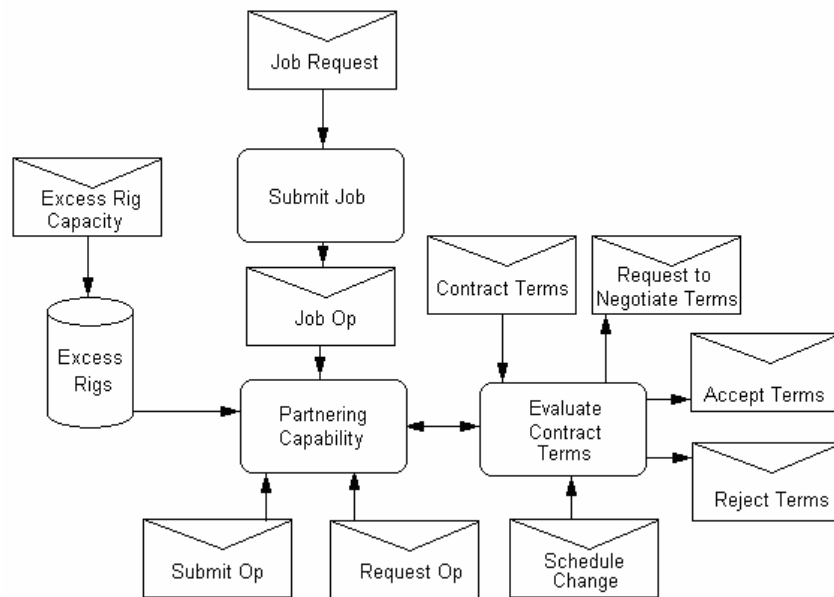 Job Request
Submit Job
Excess Rig
Capacity
Job Op
Contract Terms
Request to
Negotiate Terms
Excess
Rigs
Partnering
Capability
Evaluate
Contract
Terms
Accept Terms
Reject Terms
Submit Op
Request Op
Schedule
Change